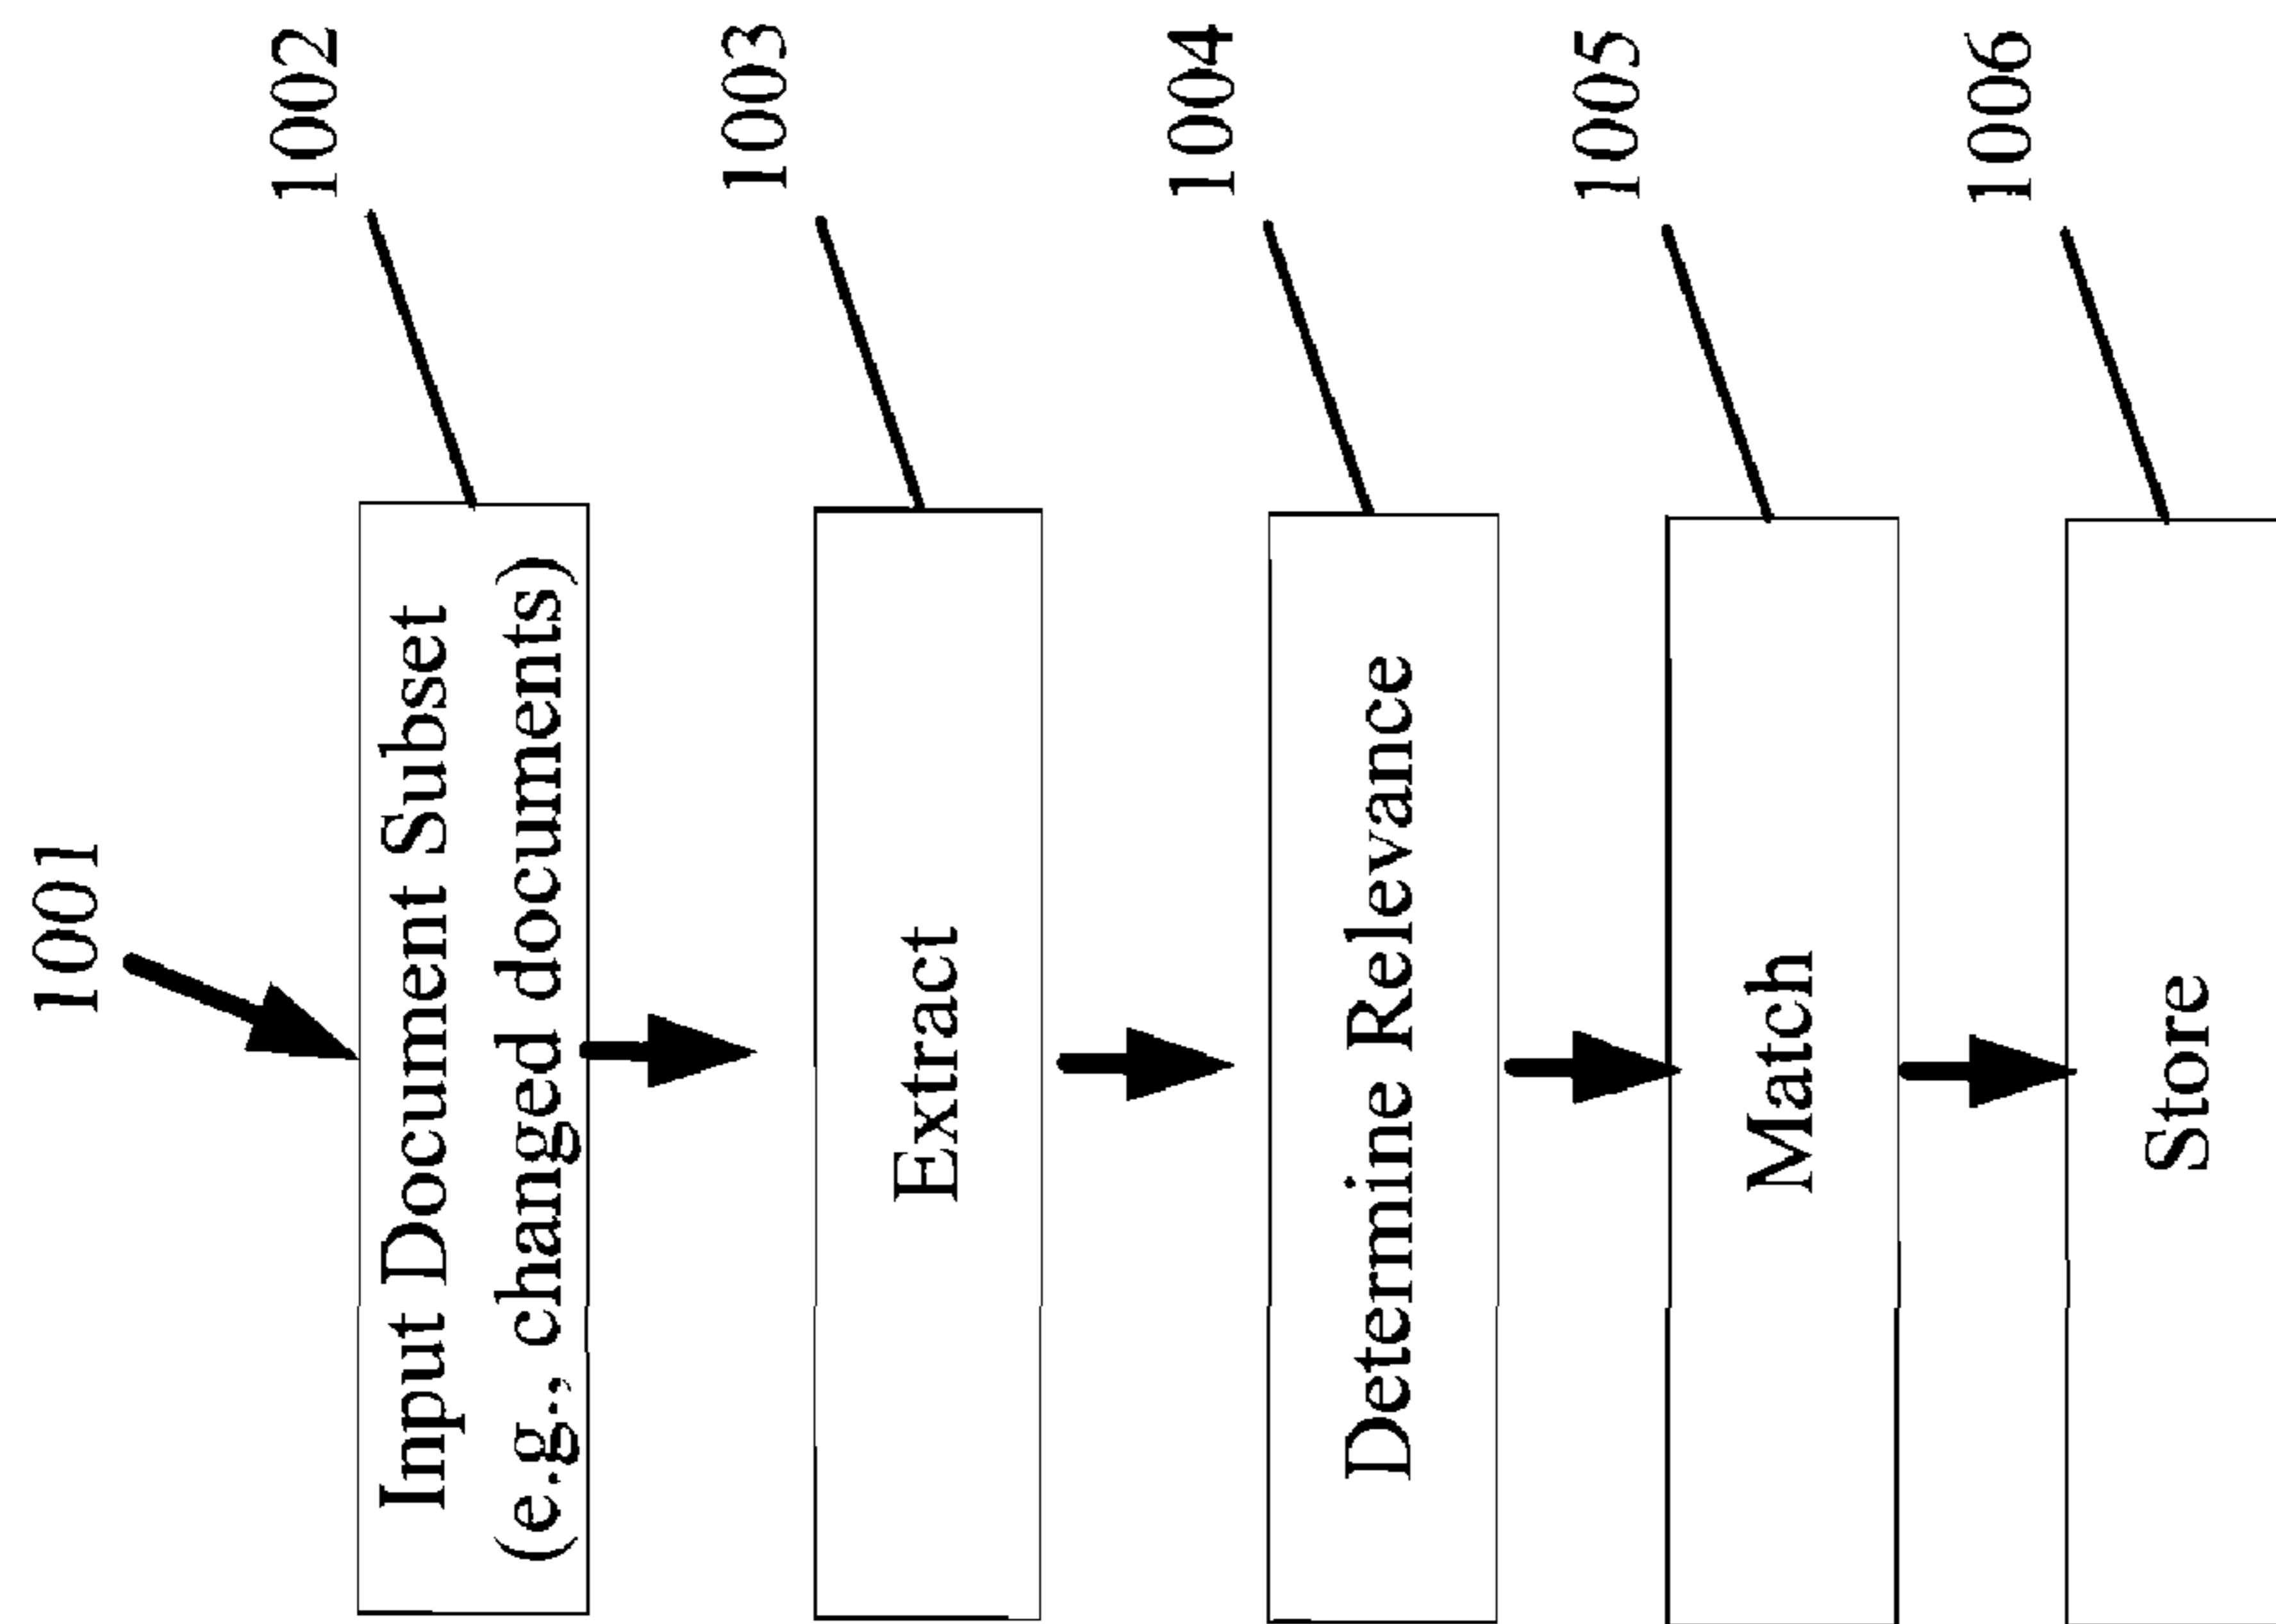 1001
1002
Input Document Subset
(e.g., changed documents)
1003
Extract
1004
Determine Relevance
1005
Match
1006
Store